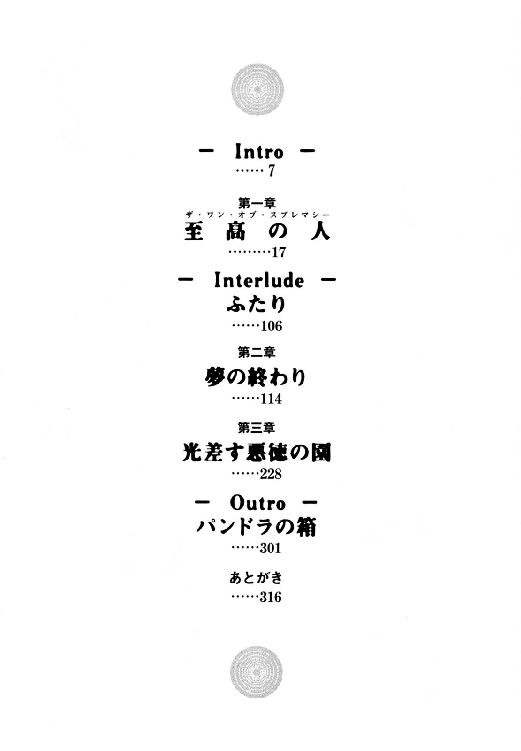 ― Intro ―
……7
第一章
ザ・ワン・オブ・スプレマシー
至高の人
………17
― Interlude ―
ふたり
……106
第二章
夢の終わり
……114
第三章
光差す悪徳の園
……228
― Outro ―
パンドラの箱
……301
あとがき
……316